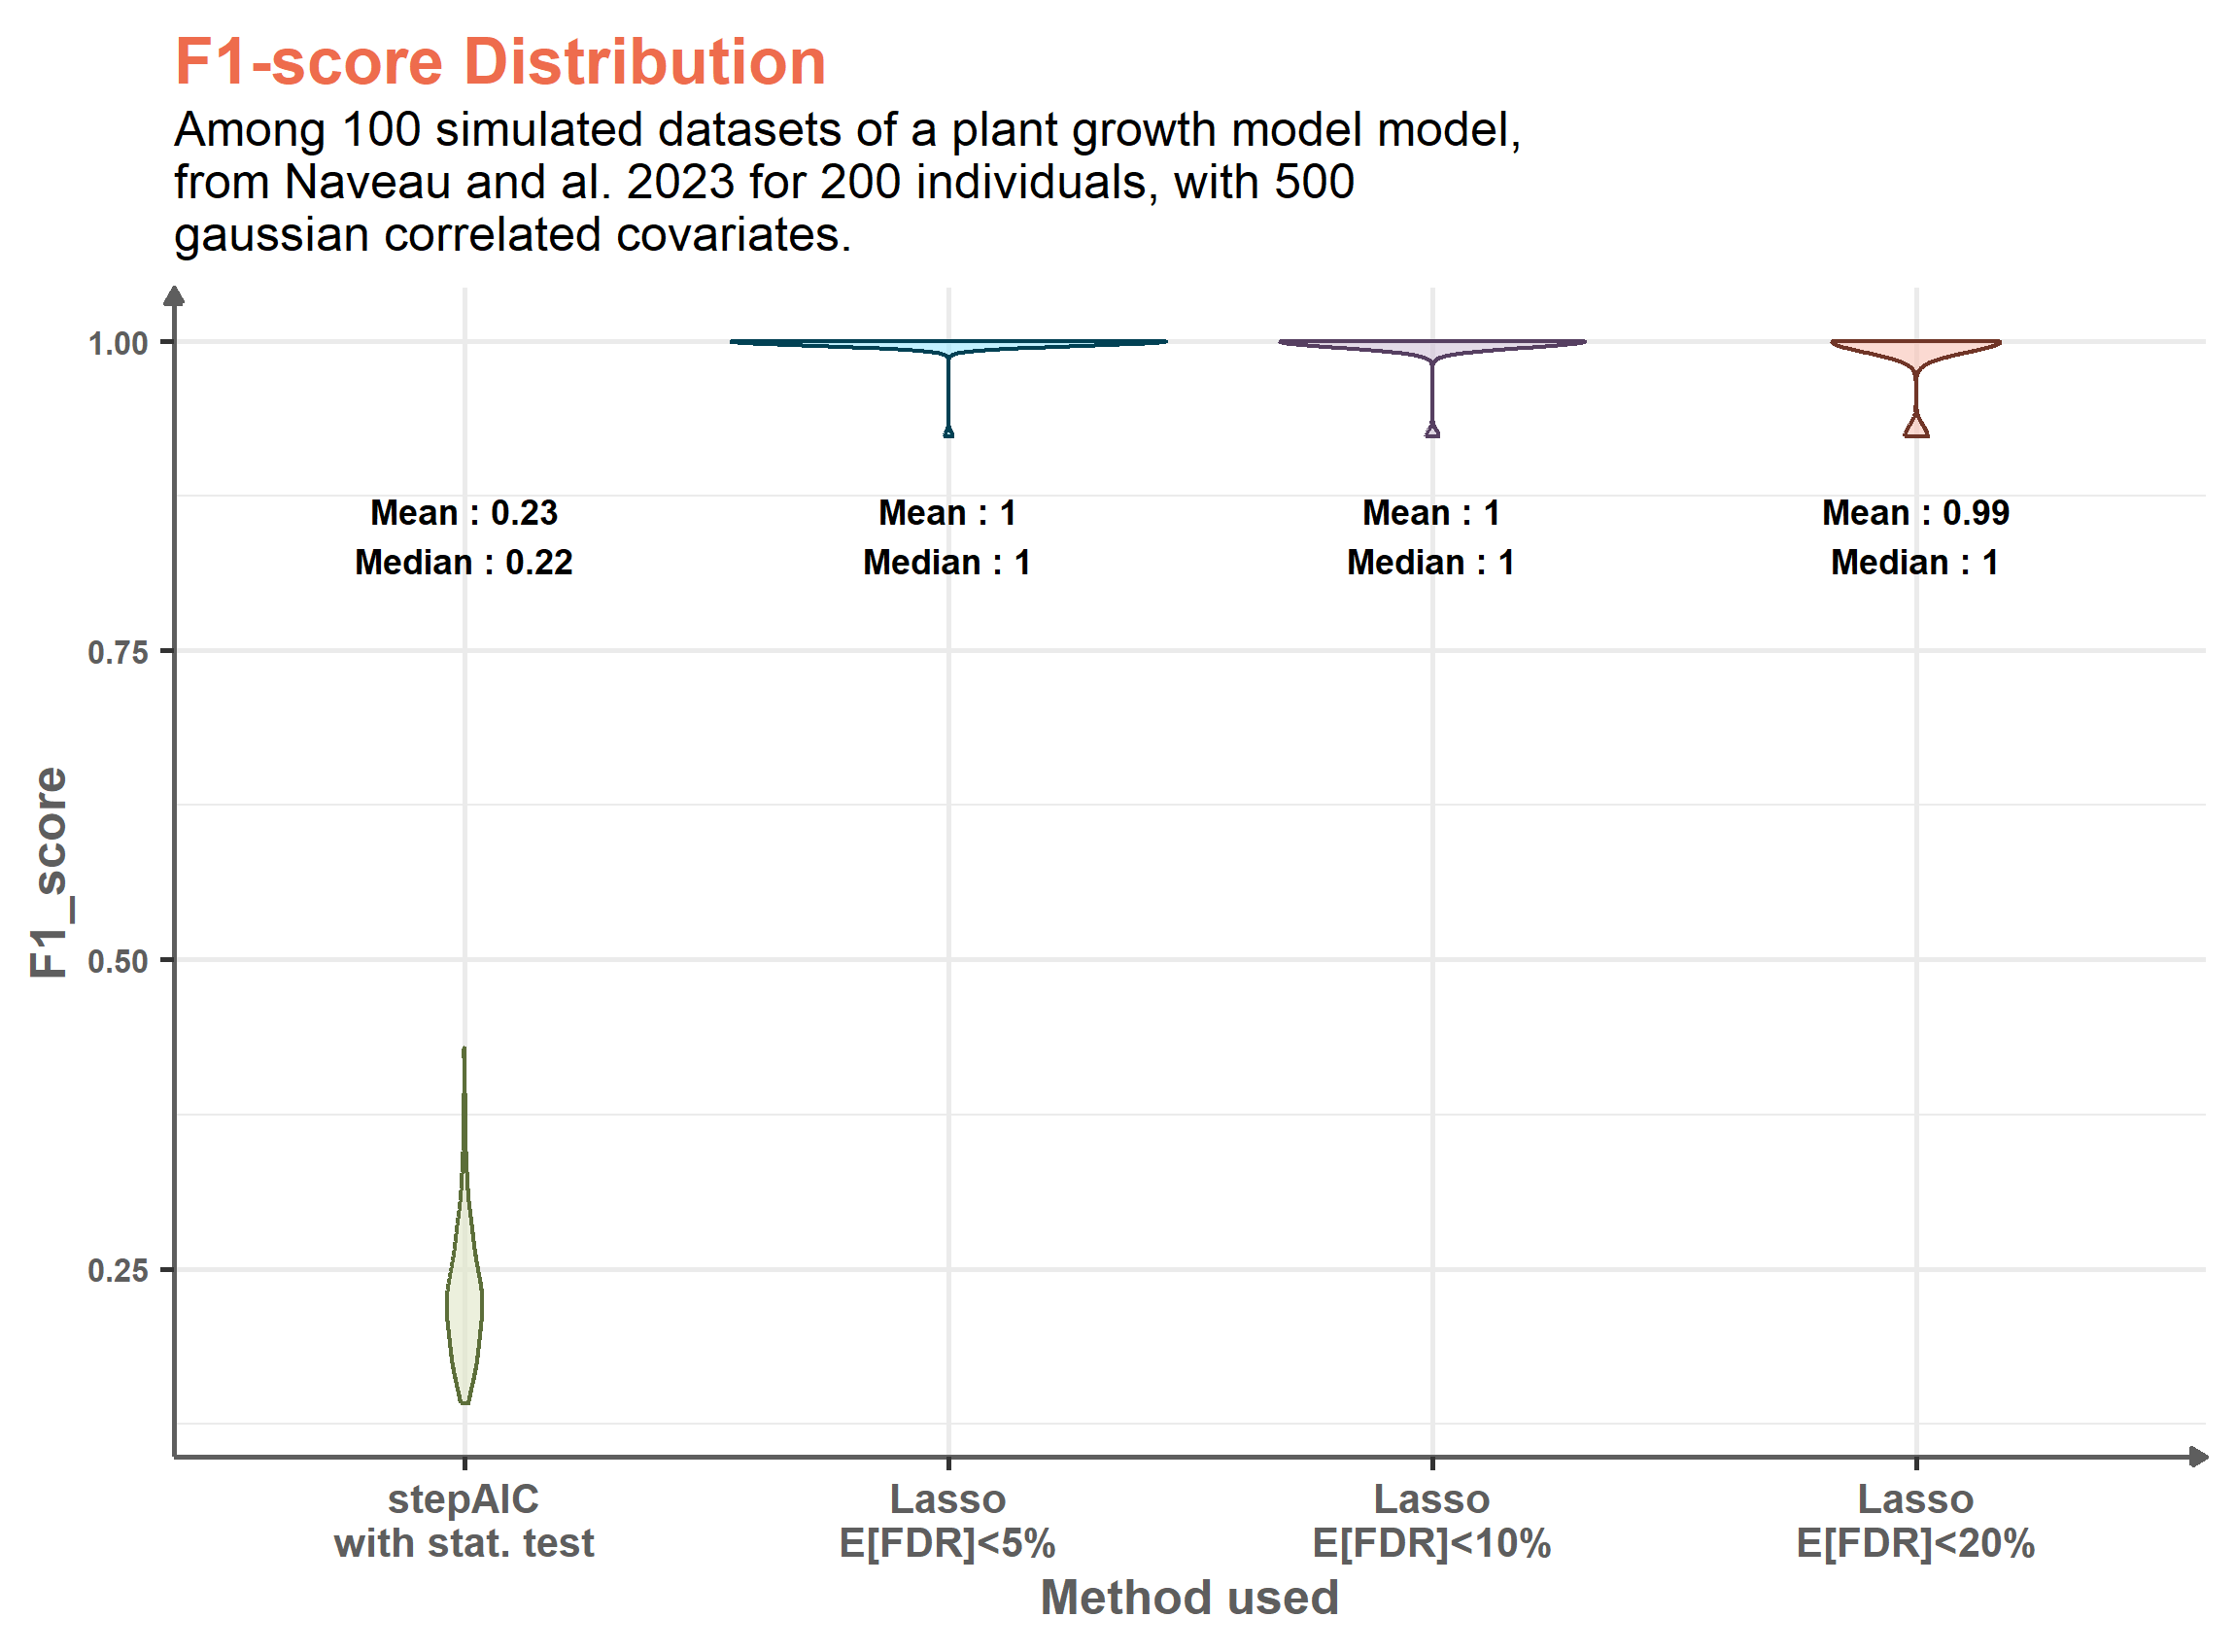 F1-score Distribution
Among 100 simulated datasets of a plant growth model model,
from Naveau and al. 2023 for 200 individuals, with 500
gaussian correlated covariates.
1.00
0.75
0.50
0.25
F1_score
Mean : 0.23
Median : 0.22
Mean : 1
Median : 1
Mean : 1
Median : 1
Mean : 0.99
Median : 1
stepAIC
with stat. test
Lasso
E[FDR]<5%
Lasso
E[FDR]<10%
Lasso
E[FDR]<20%
Method used